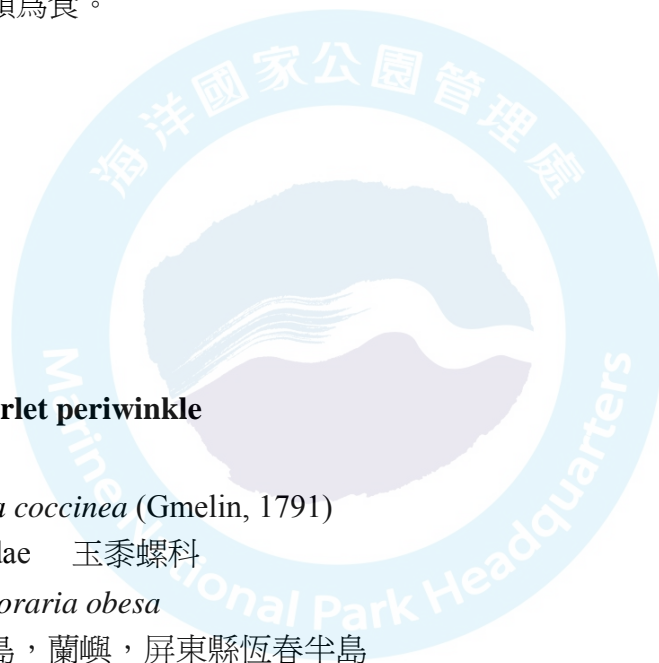 類為食。
海洋國家公園管理處
rlet periwinkle
a coccinea (Gmelin, 1791)
dae 玉黍螺科
oraria obesa
島，蘭嶼，屏東縣恆春半島
Marine National Park Headquarters